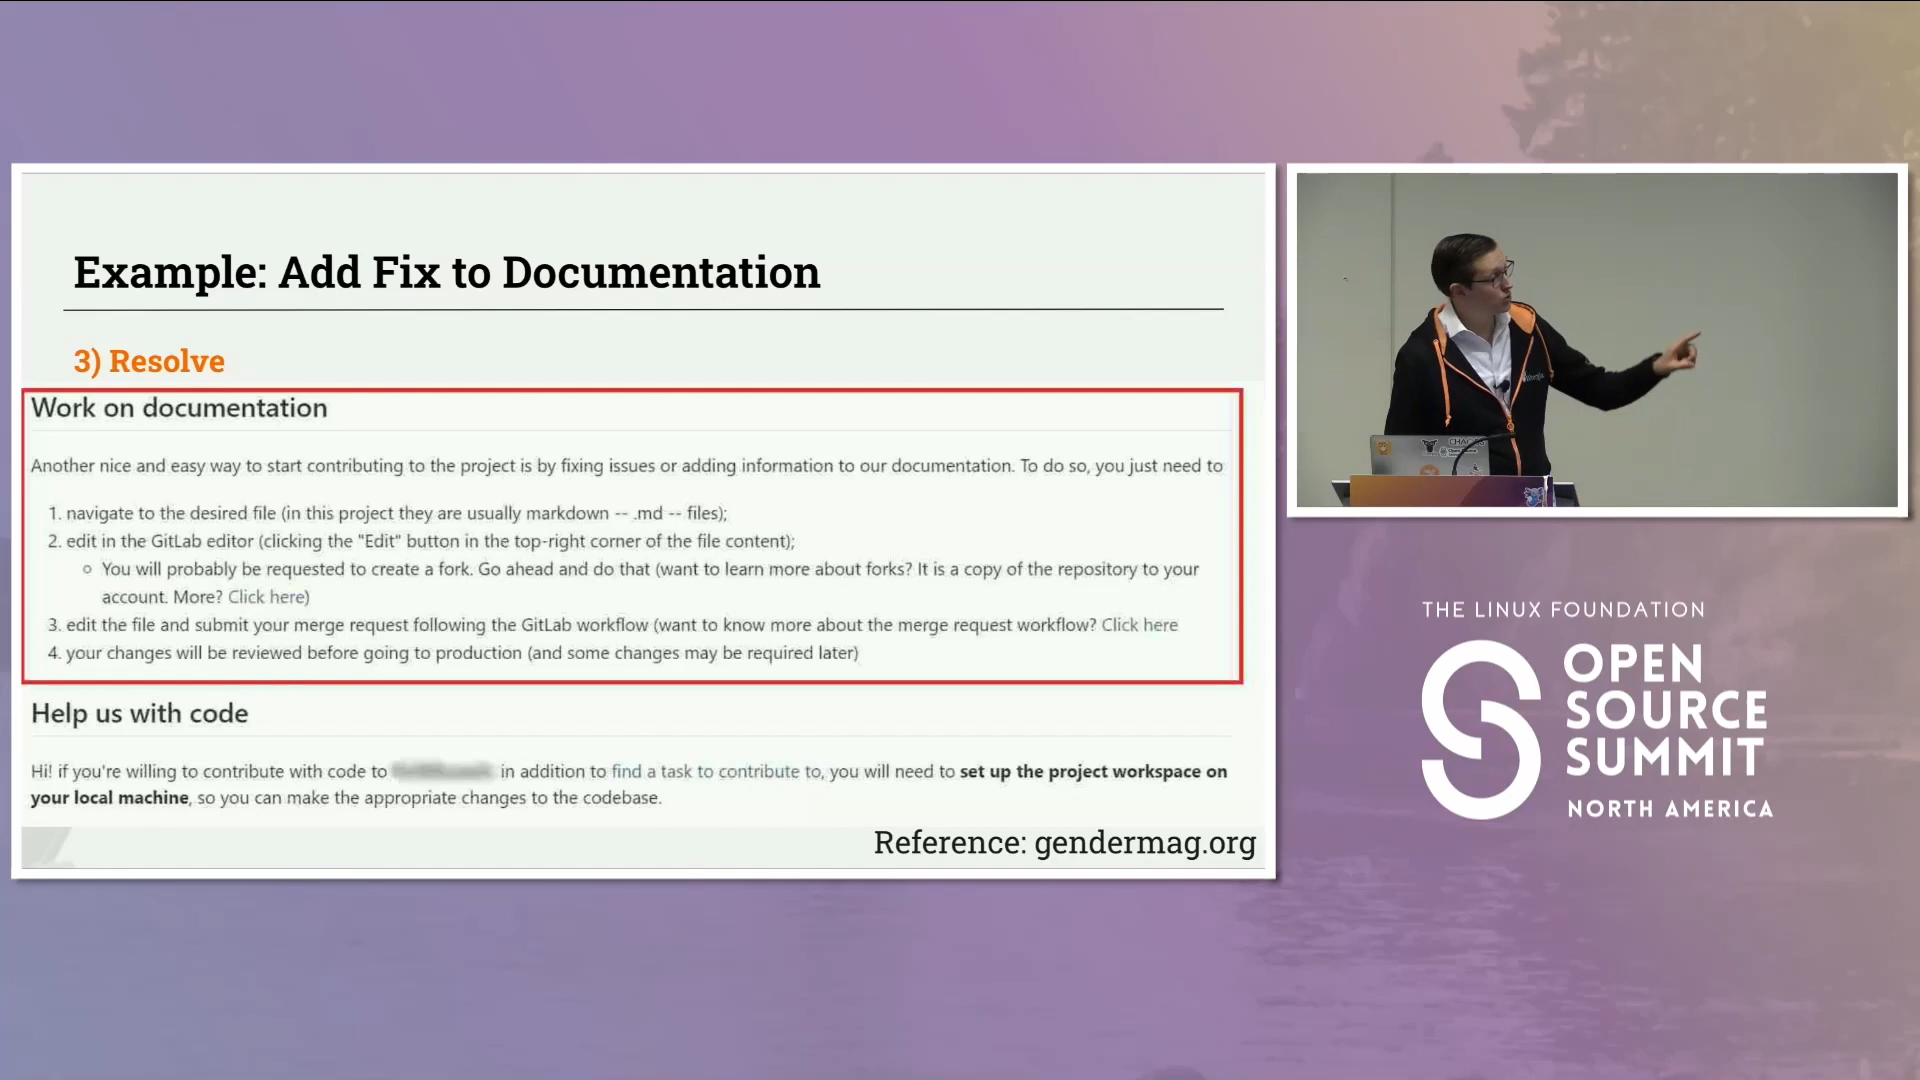 Example: Add Fix to Documentation
3) Resolve
Work on documentation
Another nice and easy way to start contributing to the project is by fixing issues or adding information to our documentation. To do so, you just need to
1. navigate to the desired file (in this project they are usually markdown -- .md -- files);
2. edit in the GitLab editor (clicking the "Edit" button in the top-right corner of the file content);
You will probably be requested to create a fork. Go ahead and do that (want to learn more about forks? It is a copy of the repository to your
account. More? Click here)
3. edit the file and submit your merge request following the GitLab workflow (want to know more about the merge request workflow? Click here
4. your changes will be reviewed before going to production (and some changes may be required later)
Help us with code
Hi! if you're willing to contribute with code to in addition to find a task to contribute to, you will need to set up the project workspace on
your local machine, so you can make the appropriate changes to the codebase.
Reference: gendermag.org
THE LINUX FOUNDATION
OPEN
SOURCE
SUMMIT
NORTH AMERICA